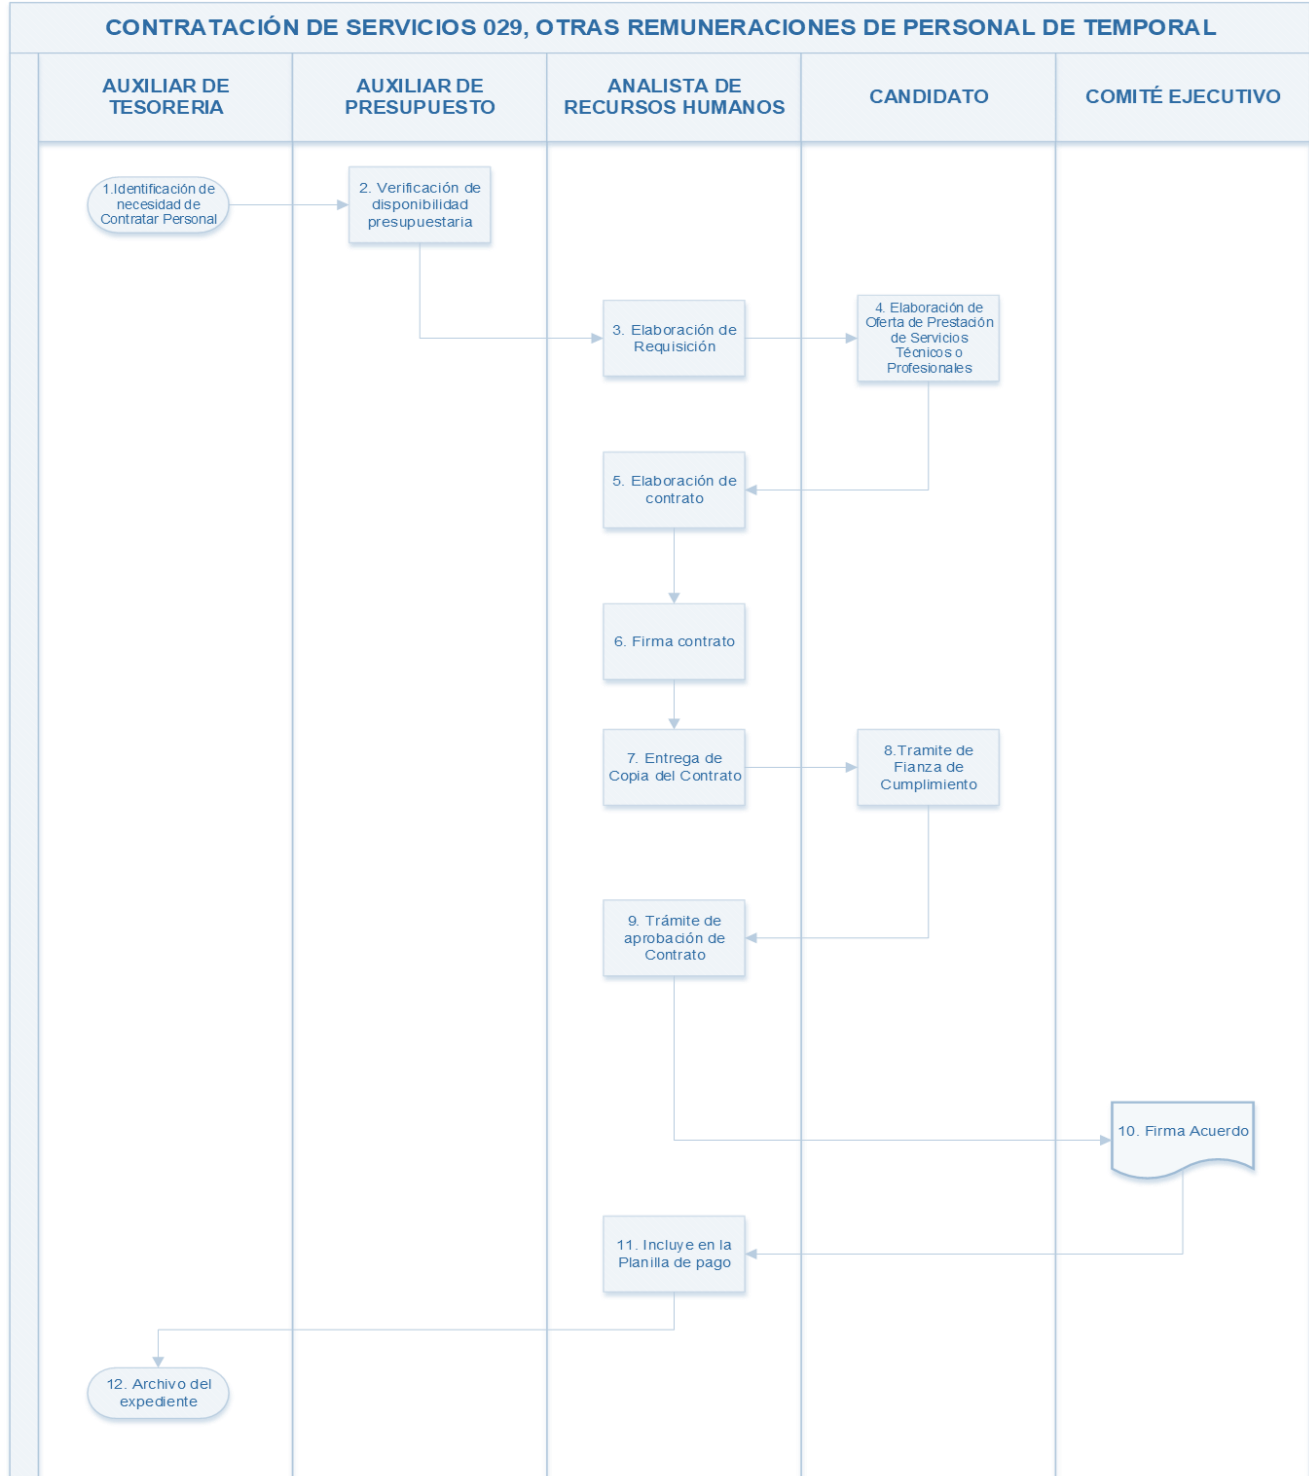 CONTRATACIÓN DE SERVICIOS 029, OTRAS REMUNERACIONES DE PERSONAL DE TEMPORAL
AUXILIAR DE
TESORERIA
AUXILIAR DE
PRESUPUESTO
ANALISTA DE
RECURSOS HUMANOS
CANDIDATO
COMITÉ EJECUTIVO
1.Identificación de
necesidad de
Contratar Personal
2. Verificación de
disponibilidad
presupuestaria
3. Elaboración de
Requisición
4. Elaboración de
Oferta de Prestación
de Servicios
Técnicos o
Profesionales
5. Elaboración de
contrato
6. Firma contrato
7. Entrega de
Copia del Contrato
8.Tramite de
Fianza de
Cumplimiento
9. Trámite de
aprobación de
Contrato
10. Firma Acuerdo
11. Incluye en la
Planilla de pago
12. Archivo del
expediente